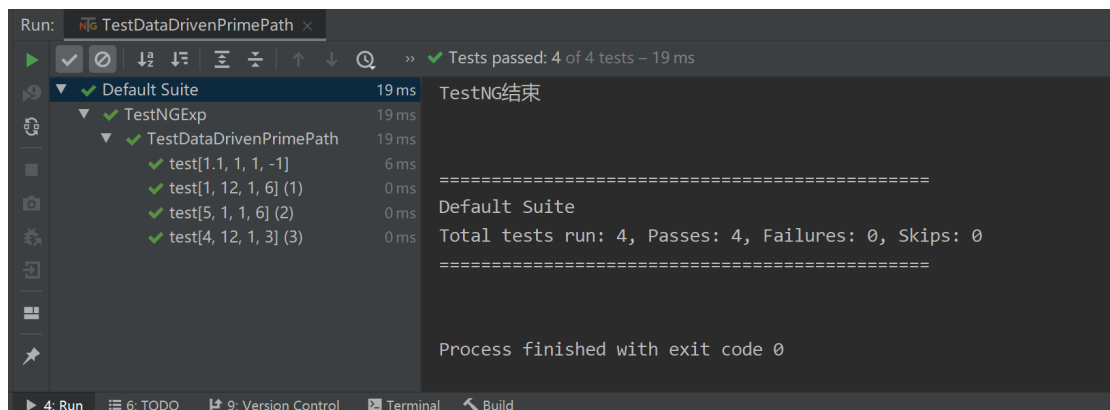 Run: TestDataDrivenPrimePath ×
» Tests passed: 4 of 4 tests – 19 ms
Default Suite 19 ms
TestNGExp 19 ms
TestDataDrivenPrimePath 19 ms
test[1.1, 1, 1, -1] 6 ms
test[1, 12, 1, 6] (1) 0 ms
test[5, 1, 1, 6] (2) 0 ms
test[4, 12, 1, 3] (3) 0 ms
TestNG结束
===============================================
Default Suite
Total tests run: 4, Passes: 4, Failures: 0, Skips: 0
===============================================
Process finished with exit code 0
4: Run 6: TODO 9: Version Control Terminal Build